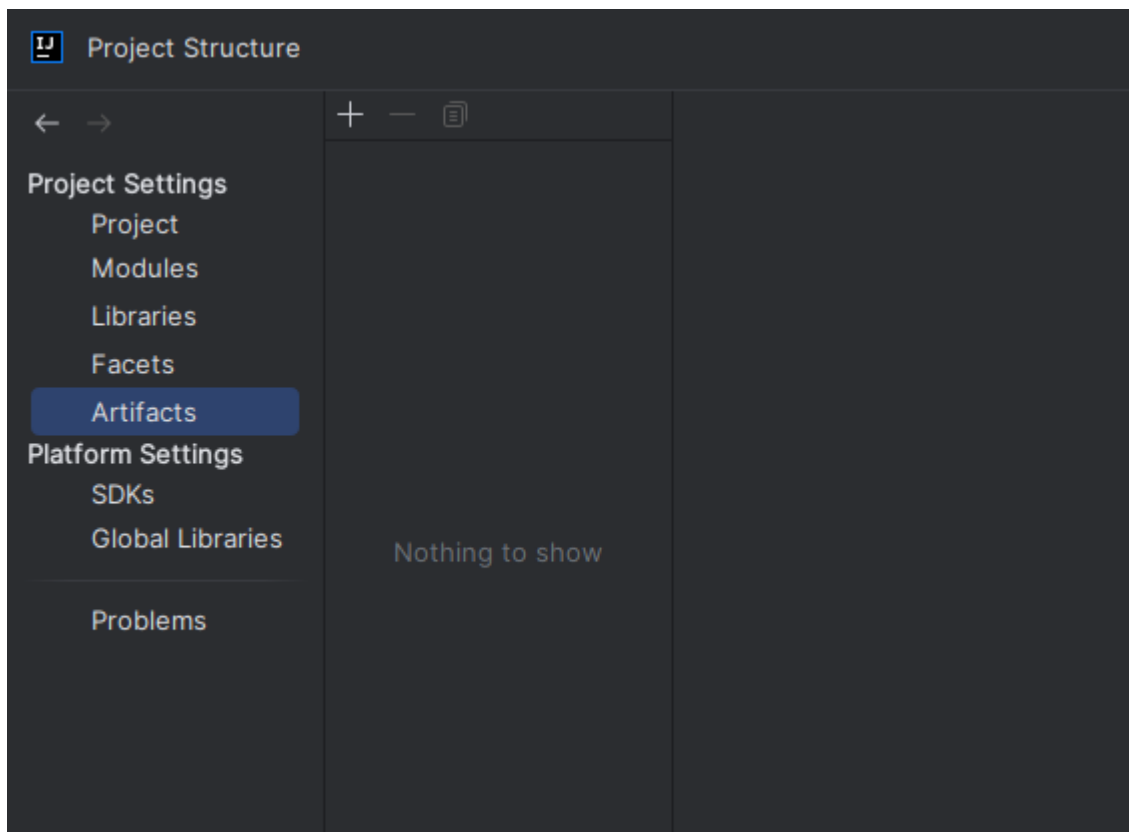 IJ
Project Structure
Project Settings
Project
Modules
Libraries
Facets
Artifacts
Platform Settings
SDKs
Global Libraries
Problems
Nothing to show